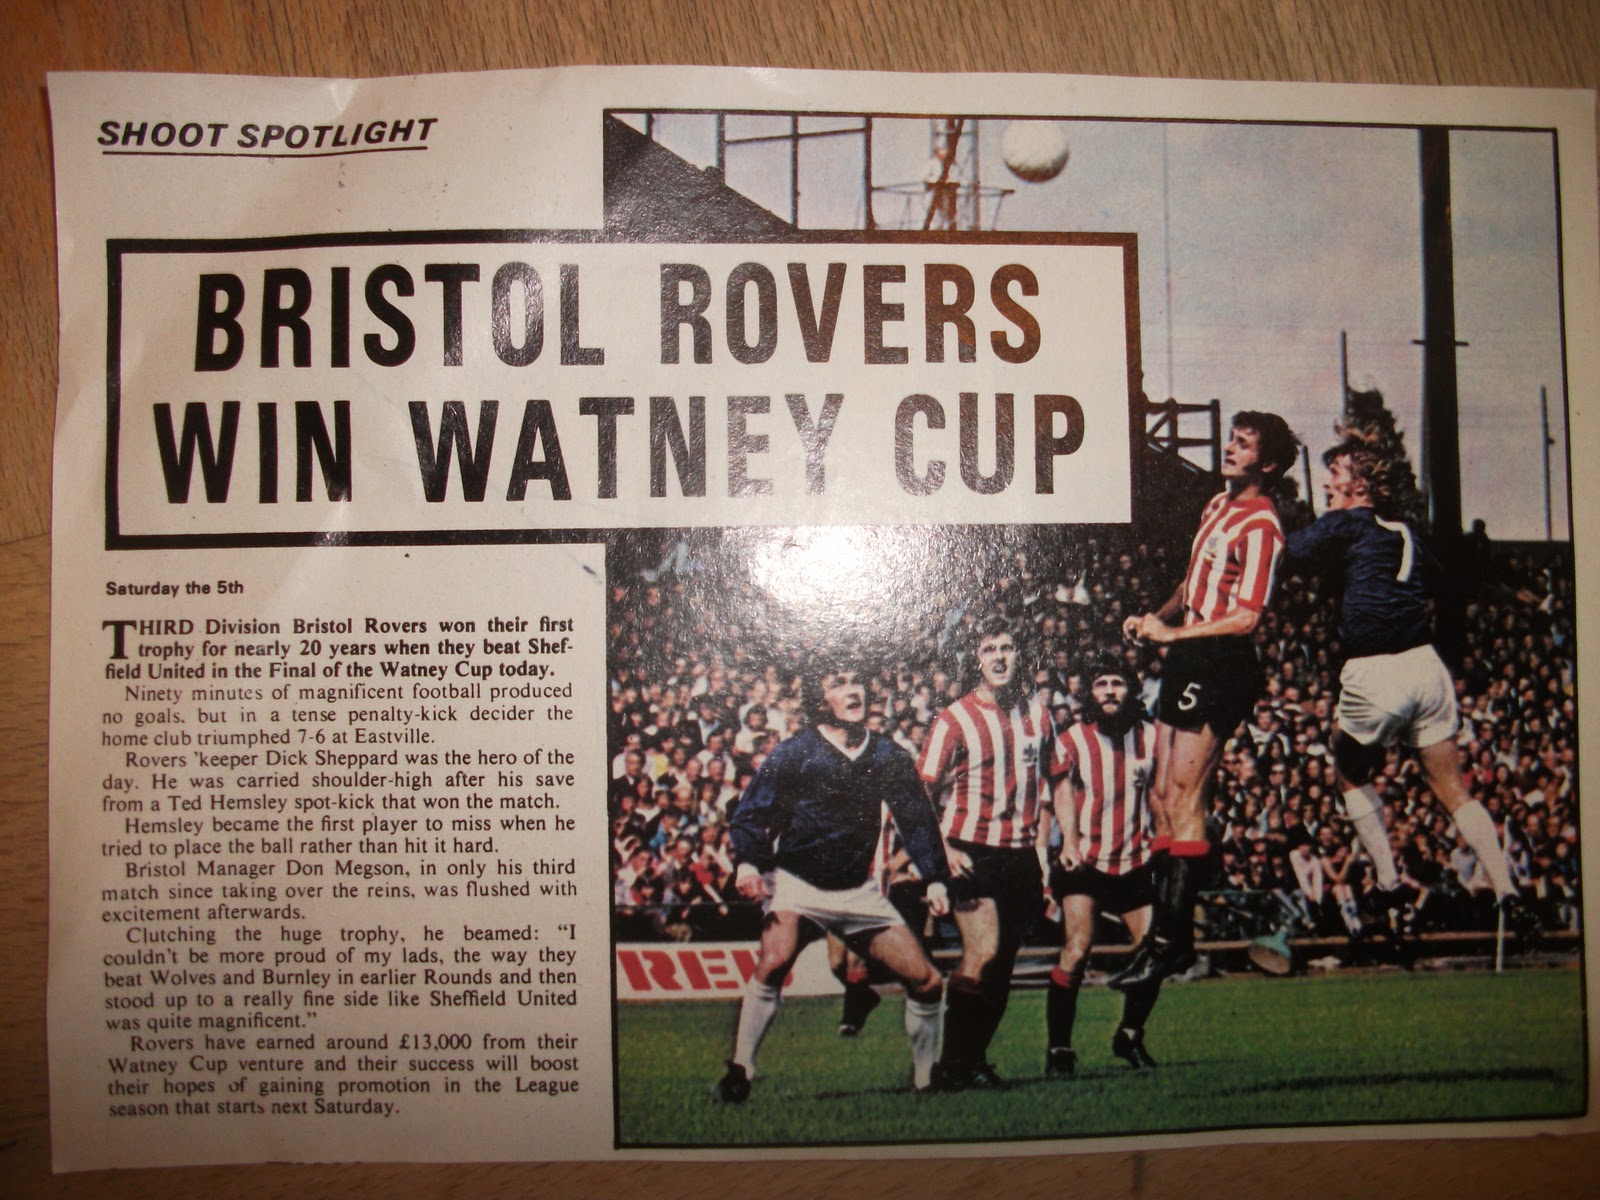 SHOOT SPOTLIGHT
BRISTOL ROVERS
WIN WATNEY CUP
Saturday the 5th
THIRD Division Bristol Rovers won their first
trophy for nearly 20 years when they beat Shef-
field United in the Final of the Watney Cup today.
Ninety minutes of magnificent football produced
no goals, but in a tense penalty-kick decider the
home club triumphed 7-6 at Eastville.
Rovers 'keeper Dick Sheppard was the hero of the
day. He was carried shoulder-high after his save
from a Ted Hemsley spot-kick that won the match.
Hemsley became the first player to miss when he
tried to place the ball rather than hit it hard.
Bristol Manager Don Megson, in only his third
match since taking over the reins, was flushed with
excitement afterwards.
Clutching the huge trophy, he beamed: “I
couldn't be more proud of my lads, the way they
beat Wolves and Burnley in earlier Rounds and then
stood up to a really fine side like Sheffield United
was quite magnificent.”
Rovers have earned around £13,000 from their
Watney Cup venture and their success will boost
their hopes of gaining promotion in the League
season that starts next Saturday.
5
7
RED